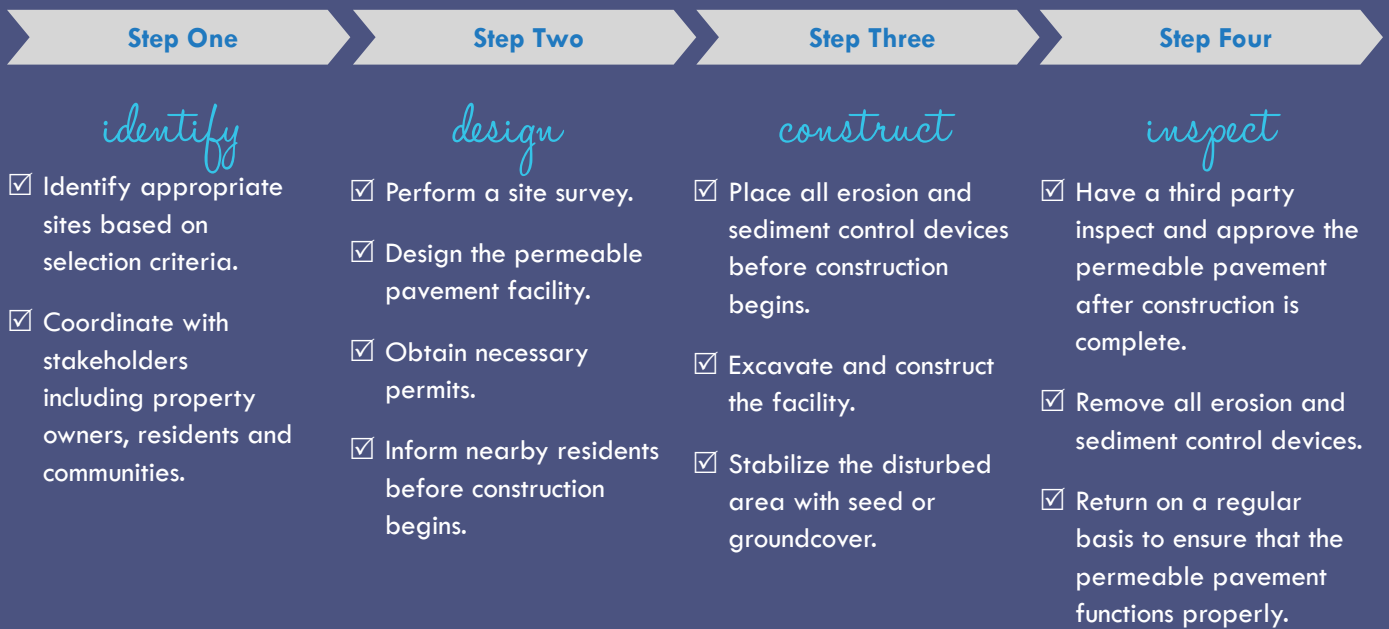 Step One
Step Two
Step Three
Step Four
identify
☑ Identify appropriate
sites based on
selection criteria.
☑ Coordinate with
stakeholders
including property
owners, residents and
communities.
design
☑ Perform a site survey.
☑ Design the permeable
pavement facility.
☑ Obtain necessary
permits.
☑ Inform nearby residents
before construction
begins.
construct
☑ Place all erosion and
sediment control devices
before construction
begins.
☑ Excavate and construct
the facility.
☑ Stabilize the disturbed
area with seed or
groundcover.
inspect
☑ Have a third party
inspect and approve the
permeable pavement
after construction is
complete.
☑ Remove all erosion and
sediment control devices.
☑ Return on a regular
basis to ensure that the
permeable pavement
functions properly.